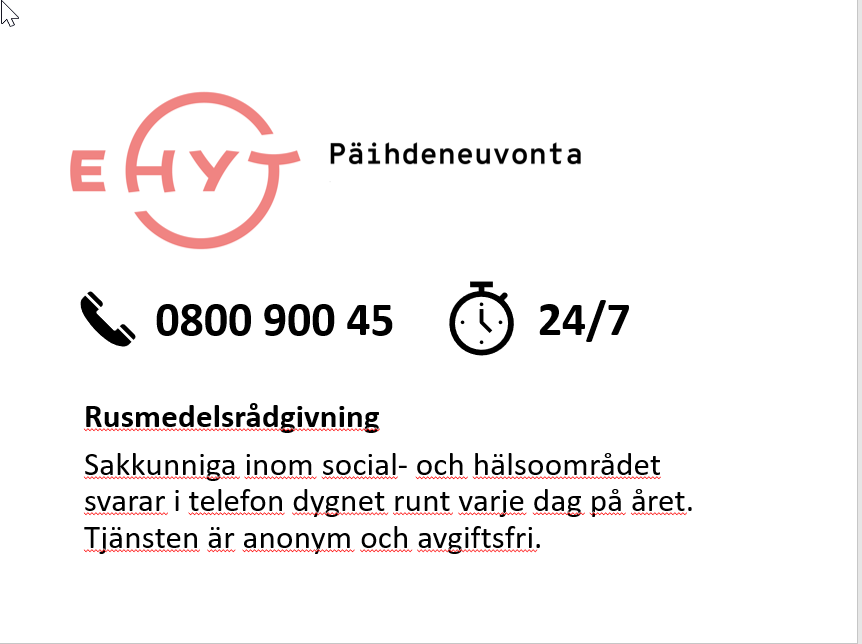 EHYT
Päihdeneuvonta
0800 900 45
24/7
Rusmedelsrådgivning
Sakkunniga inom social- och hälsoområdet
svarar i telefon dygnet runt varje dag på året.
Tjänsten är anonym och avgiftsfri.